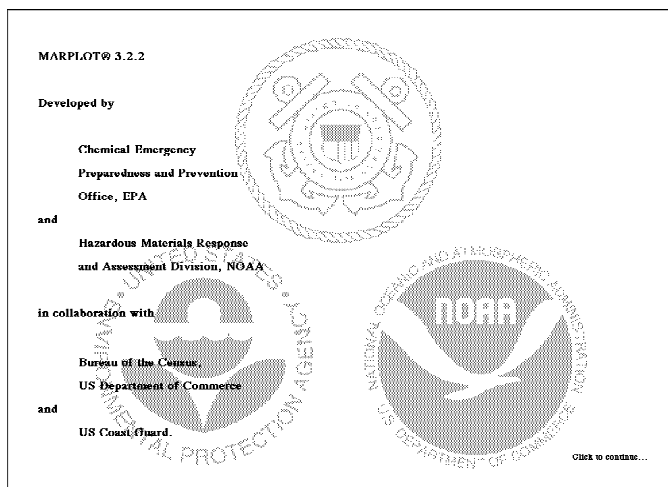 MARPLOT® 3.2.2
Developed by
Chemical Emergency
Preparedness and Prevention
Office, EPA
and
Hazardous Materials Response
and Assessment Division, NOAA
in collaboration with
Bureau of the Census,
US Department of Commerce
and
US Coast Guard.
UNITED STATES
ENVIRONMENTAL PROTECTION AGENCY
NATIONAL OCEANIC AND ATMOSPHERIC ADMINISTRATION
NOAA
U.S. DEPARTMENT OF COMMERCE
Click to continue...